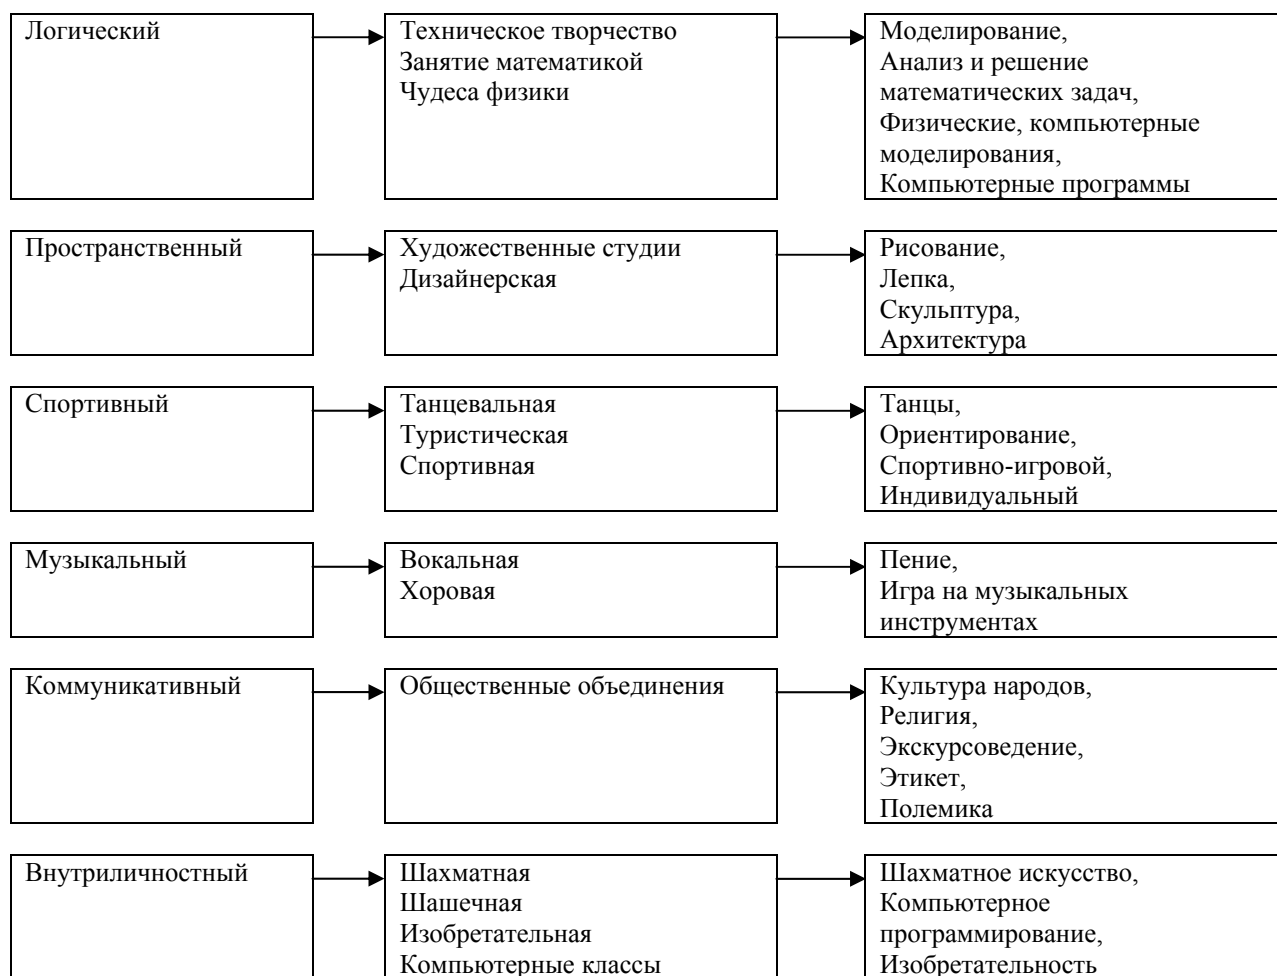 Логический
Техническое творчество
Занятие математикой
Чудеса физики
Моделирование,
Анализ и решение
математических задач,
Физические, компьютерные
моделирования,
Компьютерные программы
Пространственный
Художественные студии
Дизайнерская
Рисование,
Лепка,
Скульптура,
Архитектура
Спортивный
Танцевальная
Туристическая
Спортивная
Танцы,
Ориентирование,
Спортивно-игровой,
Индивидуальный
Музыкальный
Вокальная
Хоровая
Пение,
Игра на музыкальных
инструментах
Коммуникативный
Общественные объединения
Культура народов,
Религия,
Экскурсоведение,
Этикет,
Полемика
Внутриличностный
Шахматная
Шашечная
Изобретательная
Компьютерные классы
Шахматное искусство,
Компьютерное
программирование,
Изобретательность